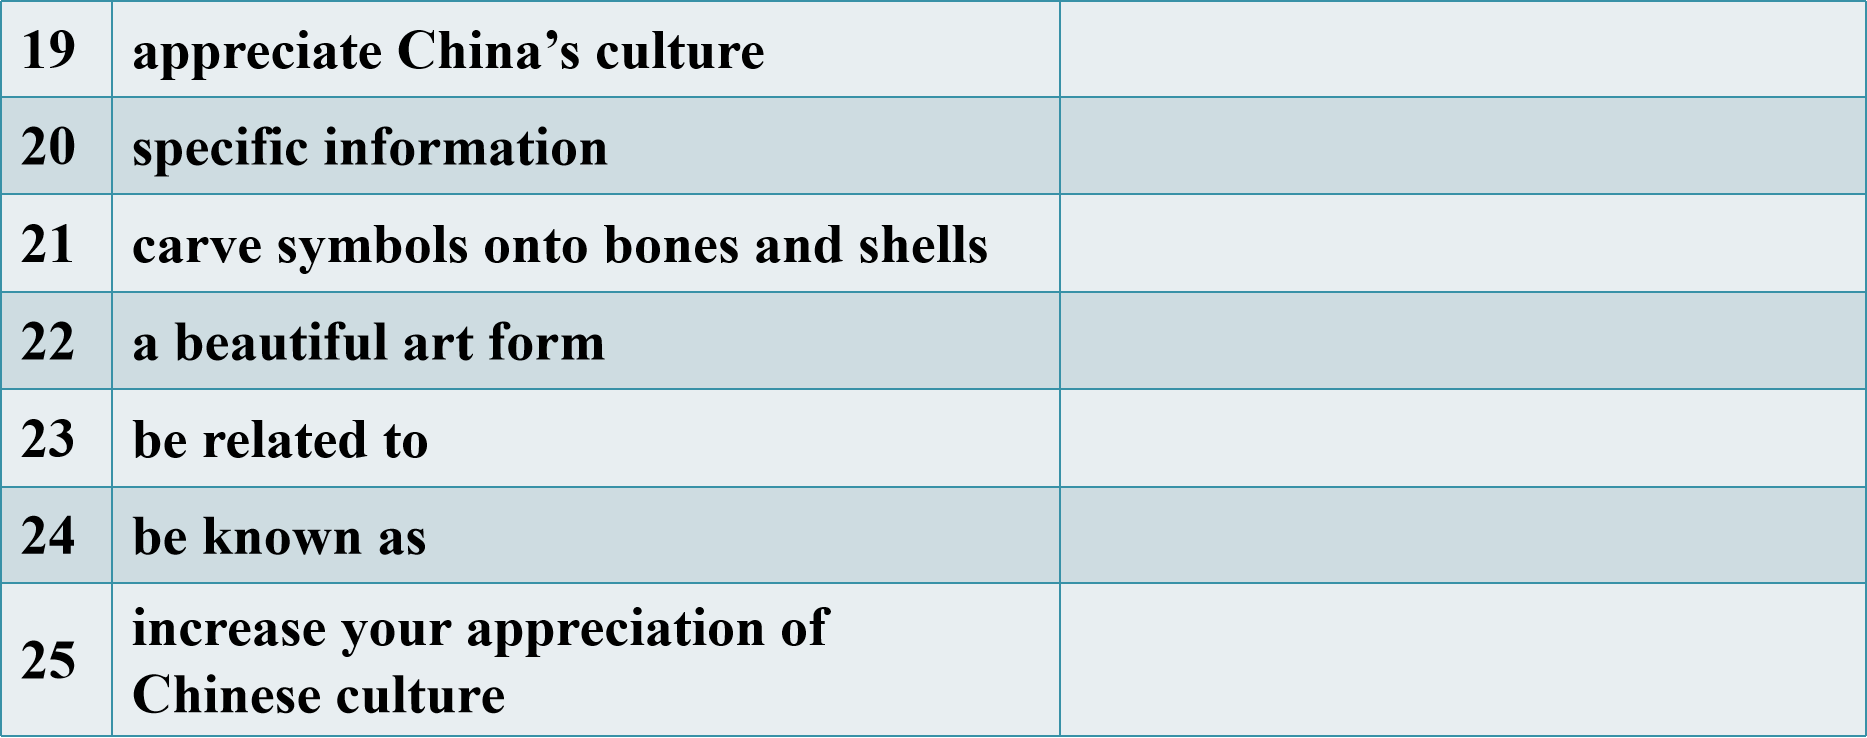 19 appreciate China’s culture
20 specific information
21 carve symbols onto bones and shells
22 a beautiful art form
23 be related to
24 be known as
25 increase your appreciation of
Chinese culture